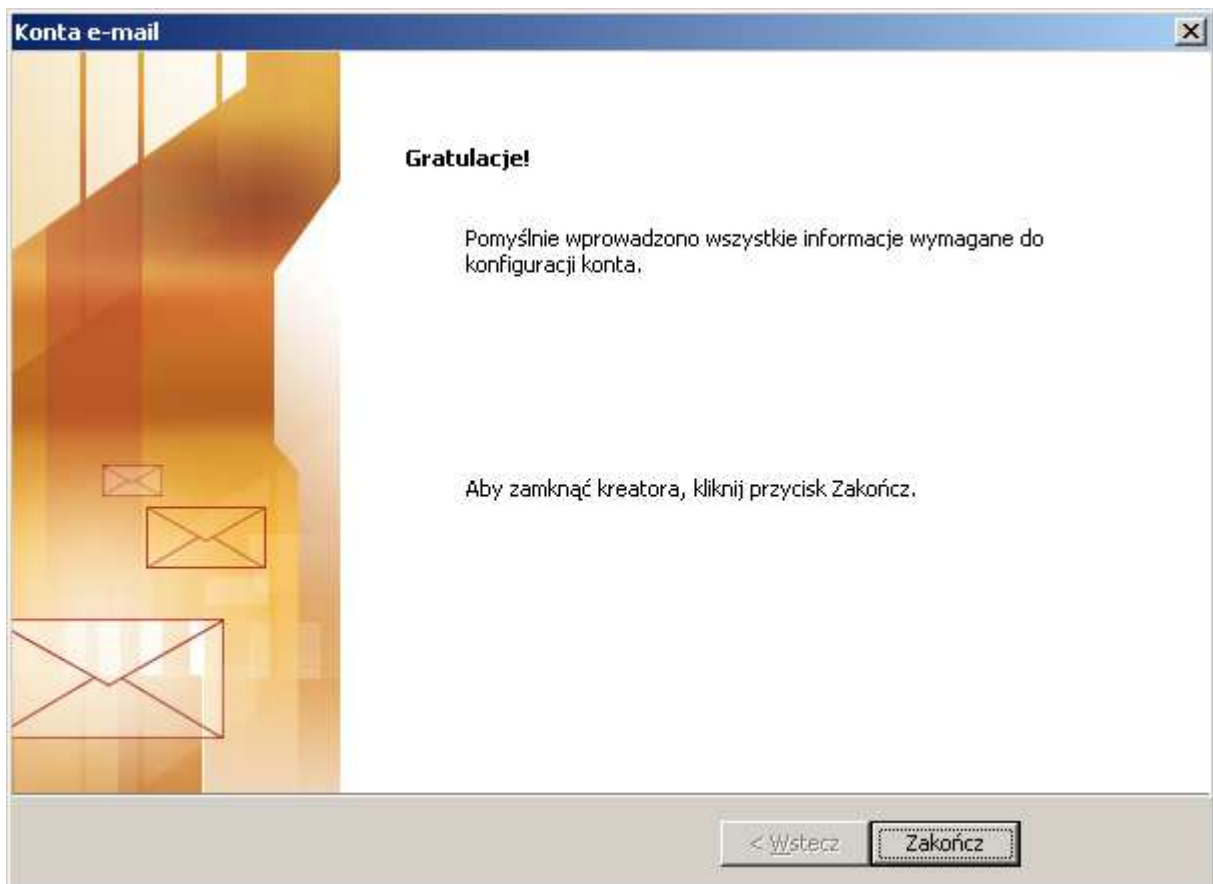 Konta e-mail
Gratulacje!
Pomyślnie wprowadzono wszystkie informacje wymagane do
konfiguracji konta.
Aby zamknąć kreatora, kliknij przycisk Zakończ.
< Wstecz
Zakończ